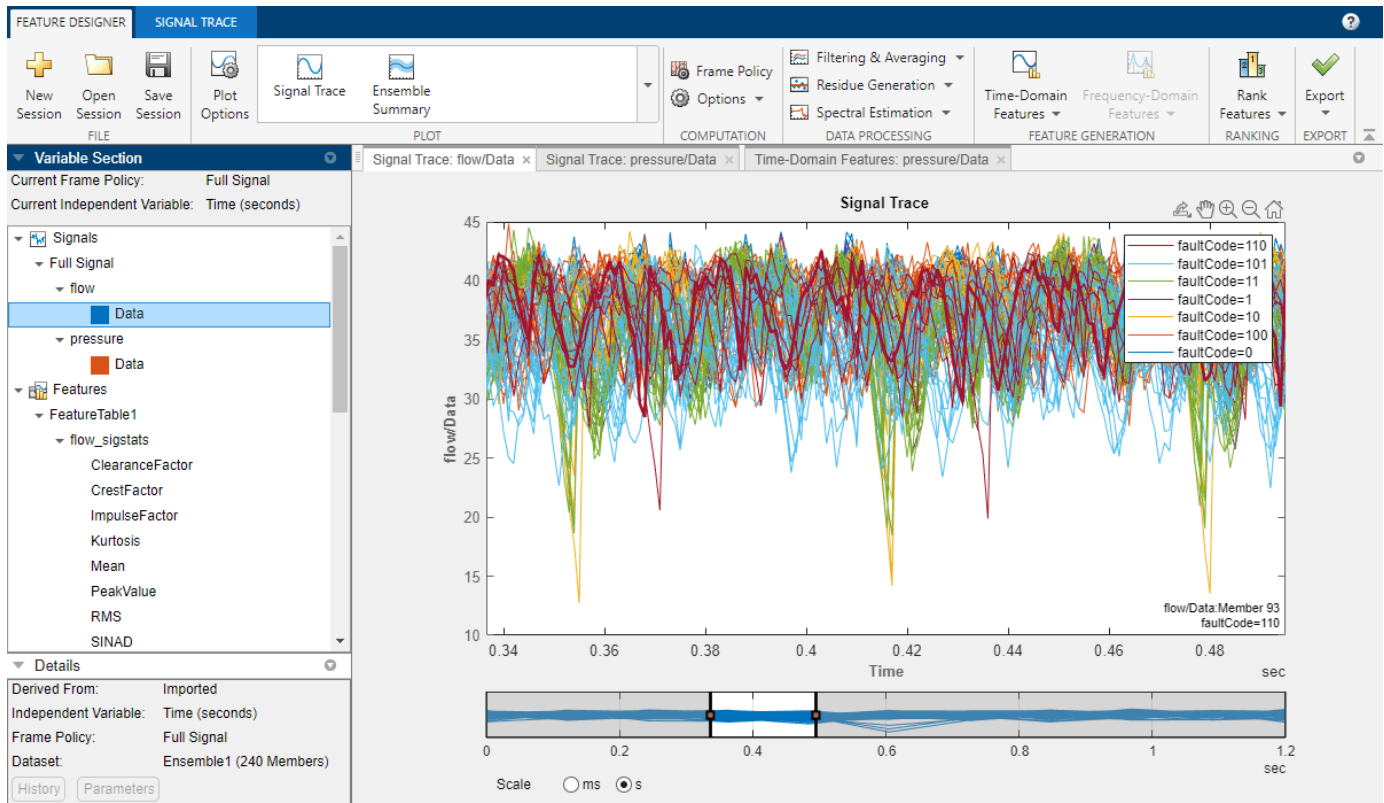 FEATURE DESIGNER SIGNAL TRACE ?
New Session
Open Session
Save Session
FILE
Plot Options
Signal Trace
Ensemble Summary
PLOT
Frame Policy
Options
COMPUTATION
Filtering & Averaging
Residue Generation
Spectral Estimation
DATA PROCESSING
Time-Domain Features
Frequency-Domain Features
FEATURE GENERATION
Rank Features
RANKING
Export
EXPORT
Variable Section
Current Frame Policy: Full Signal
Current Independent Variable: Time (seconds)
Signals
Full Signal
flow
Data
pressure
Data
Features
FeatureTable1
flow_sigstats
ClearanceFactor
CrestFactor
ImpulseFactor
Kurtosis
Mean
PeakValue
RMS
SINAD
Details
Derived From: Imported
Independent Variable: Time (seconds)
Frame Policy: Full Signal
Dataset: Ensemble1 (240 Members)
History Parameters
Signal Trace: flow/Data × Signal Trace: pressure/Data × Time-Domain Features: pressure/Data ×
Signal Trace
45
40
35
30
25
20
15
10
flow/Data
faultCode=110
faultCode=101
faultCode=11
faultCode=1
faultCode=10
faultCode=100
faultCode=0
flow/Data:Member 93
faultCode=110
0.34 0.36 0.38 0.4 0.42 0.44 0.46 0.48
Time
sec
0 0.2 0.4 0.6 0.8 1 1.2
sec
Scale ms s